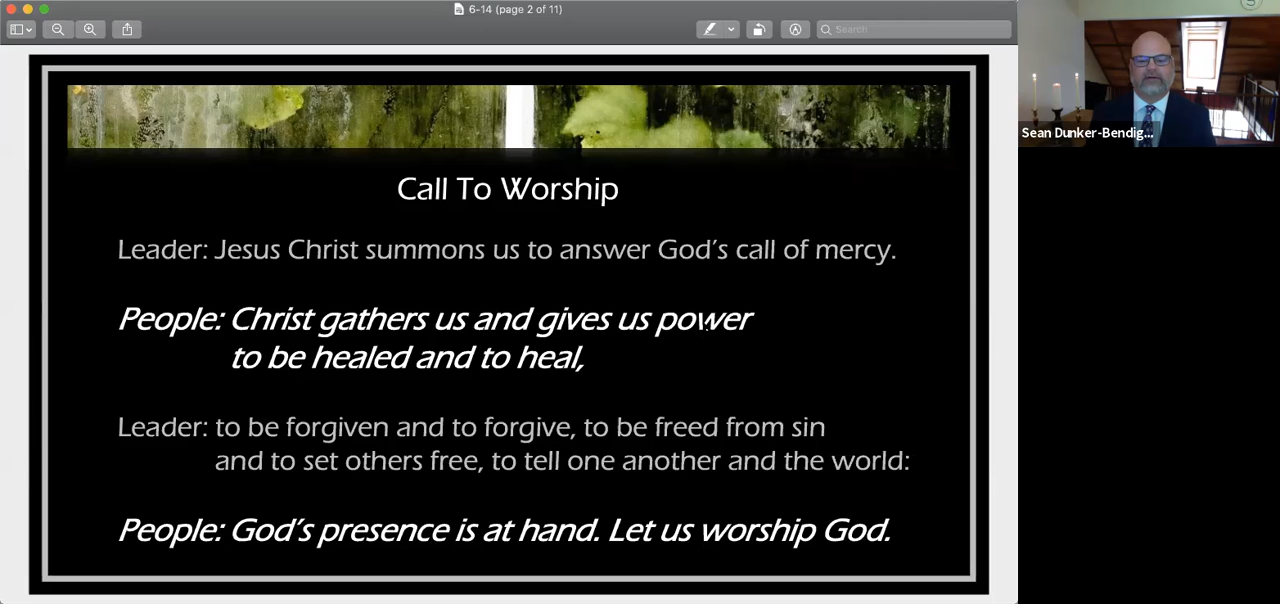 6-14 (page 2 of 11)
Search
Call To Worship
Leader: Jesus Christ summons us to answer God's call of mercy.
People: Christ gathers us and gives us power
to be healed and to heal,
Leader: to be forgiven and to forgive, to be freed from sin
and to set others free, to tell one another and the world:
People: God's presence is at hand. Let us worship God.
Sean Dunker-Bendig...